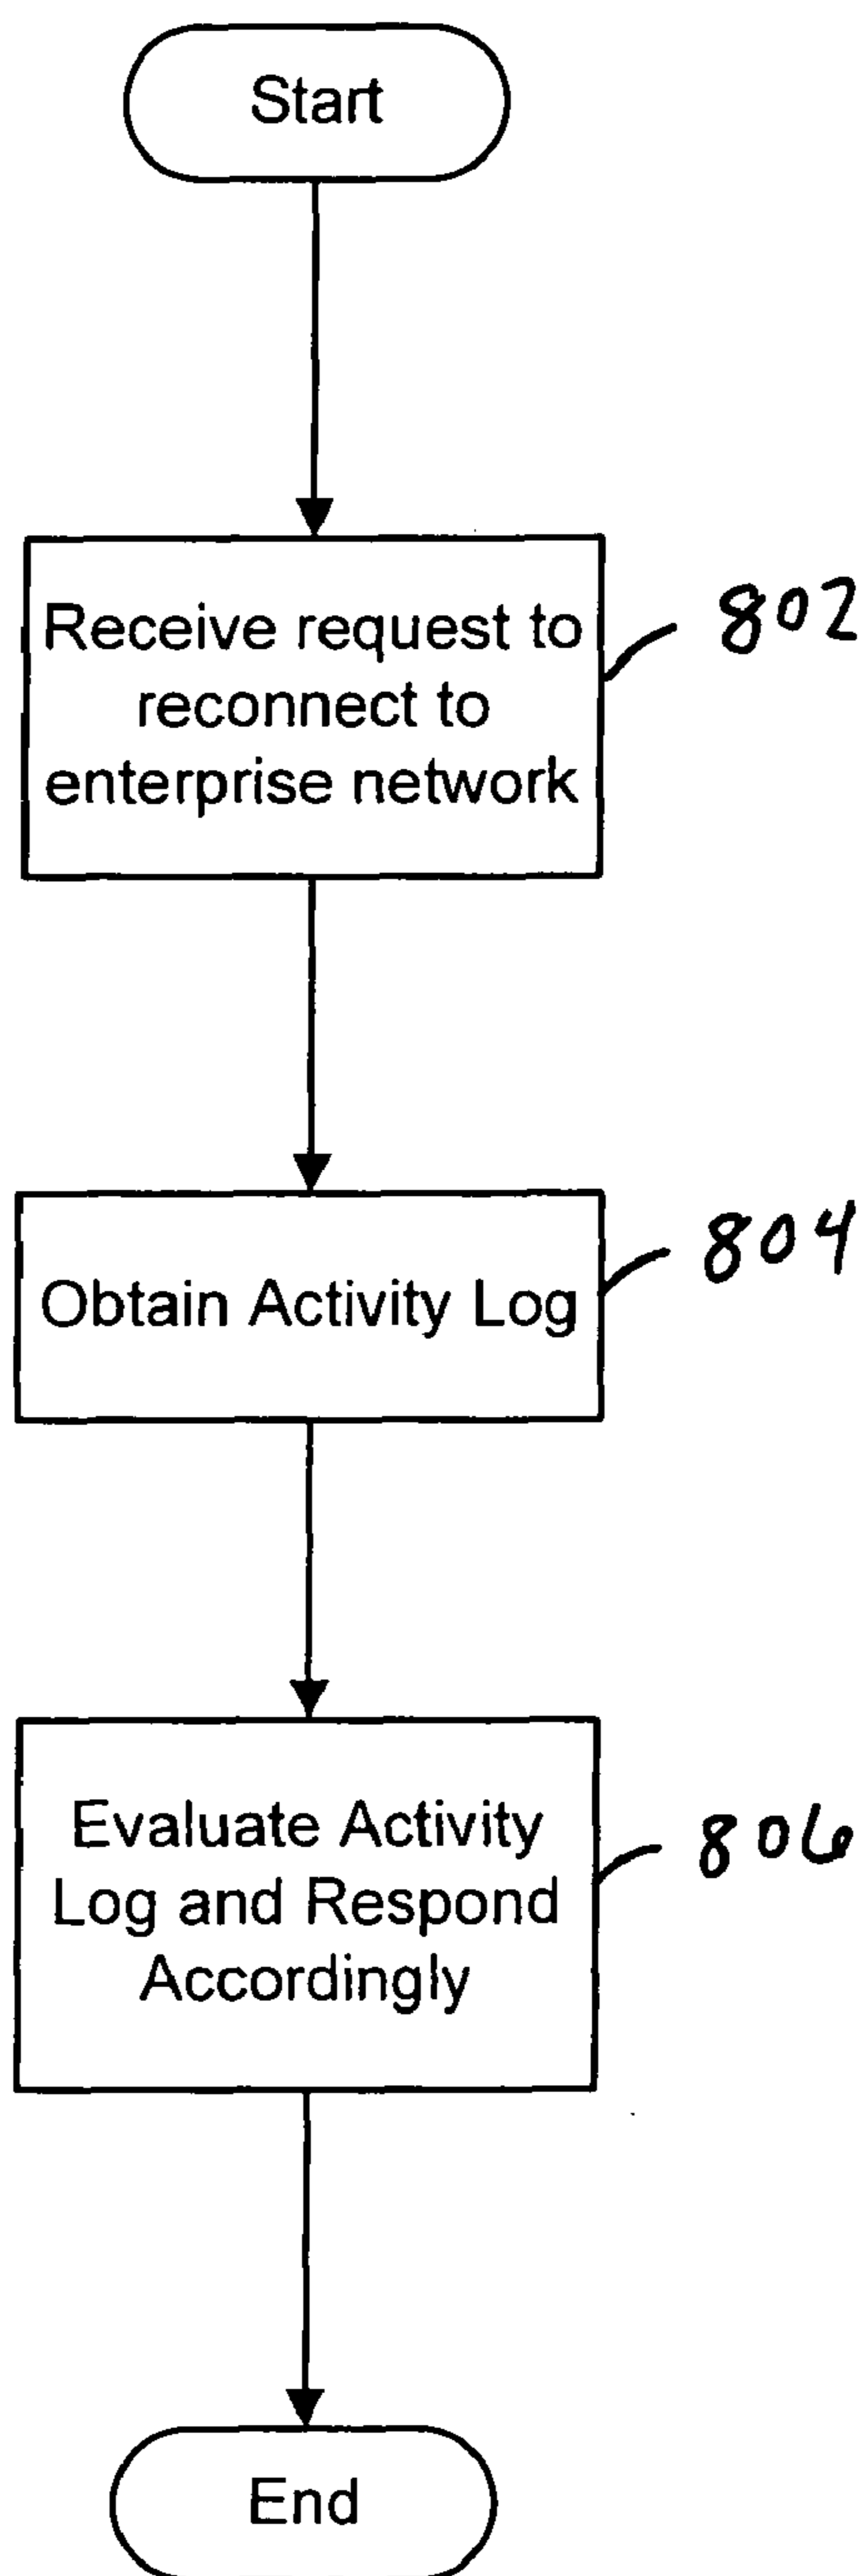 Start
Receive request to
reconnect to
enterprise network
802
Obtain Activity Log
804
Evaluate Activity
Log and Respond
Accordingly
806
End